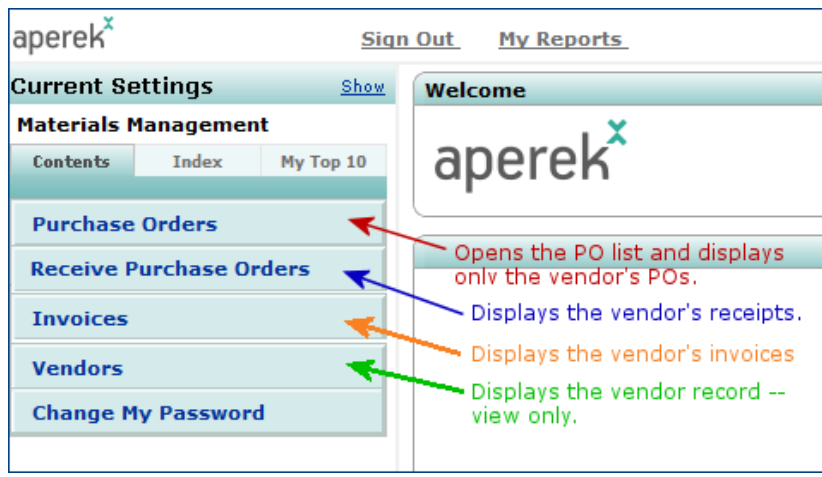 aperek
Sign Out My Reports
Current Settings Show
Materials Management
Contents Index My Top 10
Purchase Orders
Receive Purchase Orders
Invoices
Vendors
Change My Password
Welcome
aperek
Opens the PO list and displays
only the vendor's POs.
Displays the vendor's receipts.
Displays the vendor's invoices
Displays the vendor record --
view only.